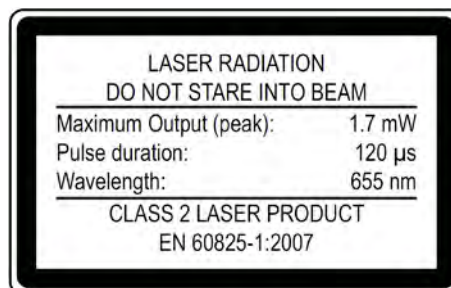 LASER RADIATION
DO NOT STARE INTO BEAM
Maximum Output (peak): 1.7 mW
Pulse duration: 120 µs
Wavelength: 655 nm
CLASS 2 LASER PRODUCT
EN 60825-1:2007